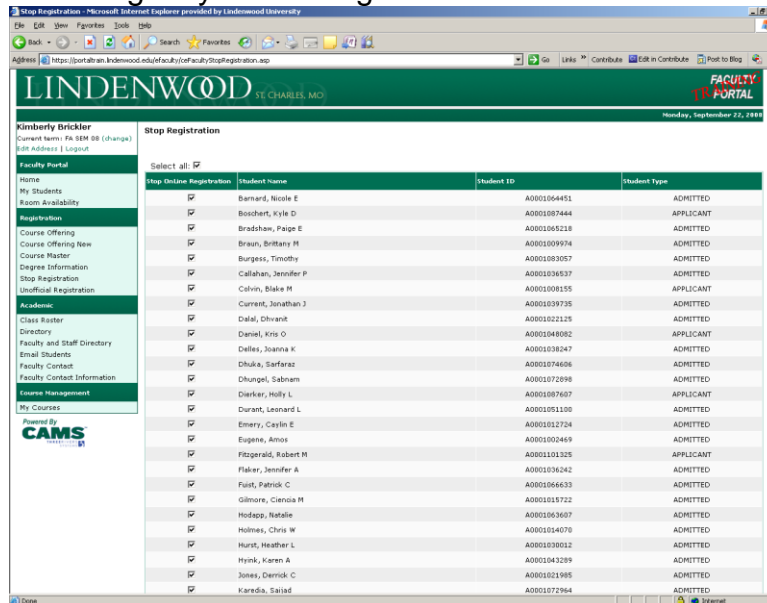 Stop Registration - Microsoft Internet Explorer provided by Lindenwood University
File Edit View Favorites Tools Help
Back Search Favorites
Address https://portaltrain.lindenwood.edu/efaculty/ceFacultyStopRegistration.asp Go Links » Contribute Edit in Contribute Post to Blog
LINDENWOOD ST. CHARLES, MO
FACULTY
TRAINING PORTAL
Monday, September 22, 2008
Kimberly Brickler
Current term: FA SEM 08 (change)
Edit Address | Logout
Faculty Portal
Home
My Students
Room Availability
Registration
Course Offering
Course Offering New
Course Master
Degree Information
Stop Registration
Unofficial Registration
Academic
Class Roster
Directory
Faculty and Staff Directory
Email Students
Faculty Contact
Faculty Contact Information
Course Management
My Courses
Powered By
CAMS
Stop Registration
Select all:
Stop OnLine Registration Student Name Student ID Student Type
Barnard, Nicole E A0001064451 ADMITTED
Boschert, Kyle D A0001087444 APPLICANT
Bradshaw, Paige E A0001065218 ADMITTED
Braun, Brittany M A0001009974 ADMITTED
Burgess, Timothy A0001083057 ADMITTED
Callahan, Jennifer P A0001036537 ADMITTED
Colvin, Blake M A0001008155 APPLICANT
Current, Jonathan J A0001039735 ADMITTED
Dalal, Dhvanit A0001022125 ADMITTED
Daniel, Kris O A0001048082 APPLICANT
Delles, Joanna K A0001038247 ADMITTED
Dhuka, Sarfaraz A0001074606 ADMITTED
Dhungel, Sabnam A0001072898 ADMITTED
Dierker, Holly L A0001087607 APPLICANT
Durant, Leonard L A0001051100 ADMITTED
Emery, Caylin E A0001012724 ADMITTED
Eugene, Amos A0001002469 ADMITTED
Fitzgerald, Robert M A0001101325 APPLICANT
Flaker, Jennifer A A0001036242 ADMITTED
Fuist, Patrick C A0001066633 ADMITTED
Gilmore, Ciencia M A0001015722 ADMITTED
Hodapp, Natalie A0001063607 ADMITTED
Holmes, Chris W A0001014070 ADMITTED
Hurst, Heather L A0001030012 ADMITTED
Hyink, Karen A A0001043289 ADMITTED
Jones, Derrick C A0001021985 ADMITTED
Karedia, Saijad A0001072964 ADMITTED
Done Internet